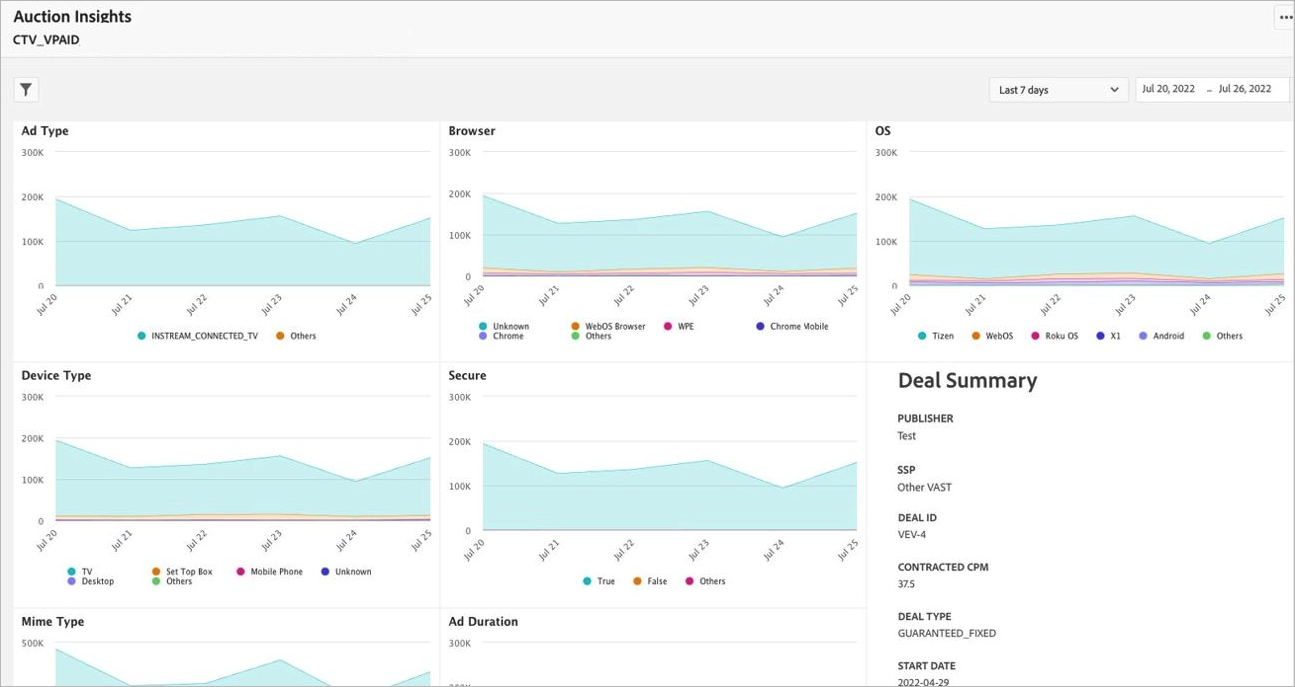 Auction Insights
CTV_VPAID
Last 7 days
Jul 20, 2022 – Jul 26, 2022
Ad Type
300K
200K
100K
0
Jul 20 Jul 21 Jul 22 Jul 23 Jul 24 Jul 25
INSTREAM_CONNECTED_TV Others
Browser
300K
200K
100K
0
Jul 20 Jul 21 Jul 22 Jul 23 Jul 24 Jul 25
Unknown WebOS Browser WPE Chrome Mobile
Chrome Others
OS
300K
200K
100K
0
Jul 20 Jul 21 Jul 22 Jul 23 Jul 24 Jul 25
Tizen WebOS Roku OS X1 Android Others
Device Type
300K
200K
100K
0
Jul 20 Jul 21 Jul 22 Jul 23 Jul 24 Jul 25
TV Set Top Box Mobile Phone Unknown
Desktop Others
Secure
300K
200K
100K
0
Jul 20 Jul 21 Jul 22 Jul 23 Jul 24 Jul 25
True False Others
Deal Summary
PUBLISHER
Test
SSP
Other VAST
DEAL ID
VEV-4
CONTRACTED CPM
37.5
DEAL TYPE
GUARANTEED_FIXED
START DATE
2022-04-29
Mime Type
500K
Ad Duration
300K